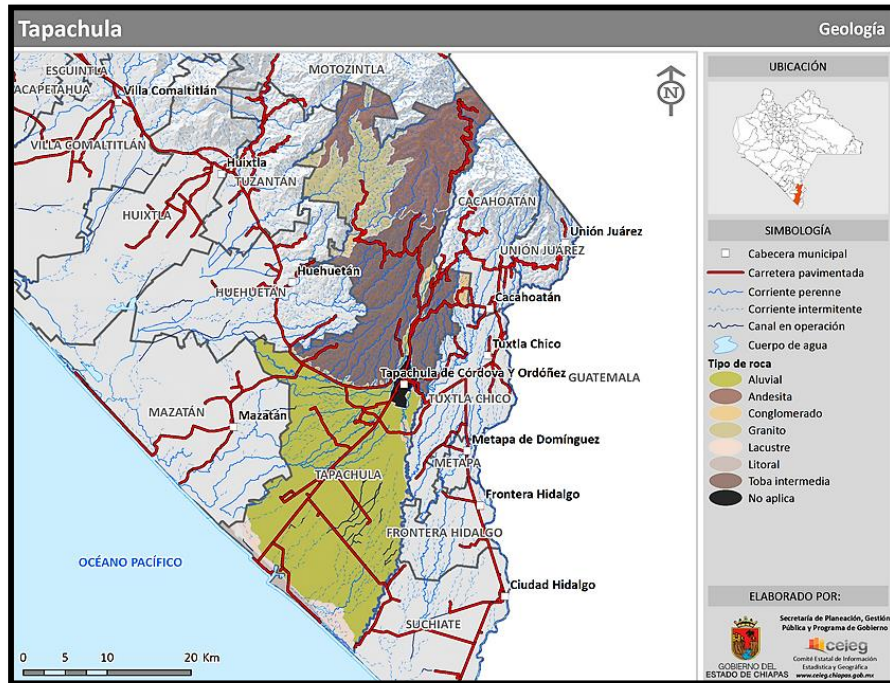 Tapachula
Geología
ESCUINTLA
ACAPETAHUA
Villa Comaltitlán
MOTOZINTLA
VILLA COMALTITLÁN
Huixtla
TUZANTÁN
HUIXTLA
CACAHOATÁN
Unión Juárez
UNIÓN JUÁREZ
Huehuetán
HUEHUETÁN
Cacahoatán
Tuxtla Chico
Tapachula de Córdova Y Ordóñez
GUATEMALA
TUXTLA CHICO
MAZATÁN
Mazatán
Metapa de Domínguez
METAPA
TAPACHULA
Frontera Hidalgo
FRONTERA HIDALGO
OCÉANO PACÍFICO
Ciudad Hidalgo
SUCHIATE
0 5 10 20 Km
N
UBICACIÓN
SIMBOLOGÍA
Cabecera municipal
Carretera pavimentada
Corriente perenne
Corriente intermitente
Canal en operación
Cuerpo de agua
Tipo de roca
Aluvial
Andesita
Conglomerado
Granito
Lacustre
Litoral
Toba intermedia
No aplica
ELABORADO POR:
GOBIERNO DEL
ESTADO DE CHIAPAS
Secretaría de Planeación, Gestión
Pública y Programa de Gobierno
ceieg
Comité Estatal de Información
Estadística y Geográfica
www.ceieg.chiapas.gob.mx